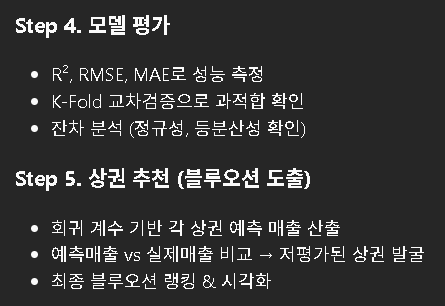 Step 4. 모델 평가
• R², RMSE, MAE로 성능 측정
• K-Fold 교차검증으로 과적합 확인
• 잔차 분석 (정규성, 등분산성 확인)
Step 5. 상권 추천 (블루오션 도출)
• 회귀 계수 기반 각 상권 예측 매출 산출
• 예측매출 vs 실제매출 비교 → 저평가된 상권 발굴
• 최종 블루오션 랭킹 & 시각화